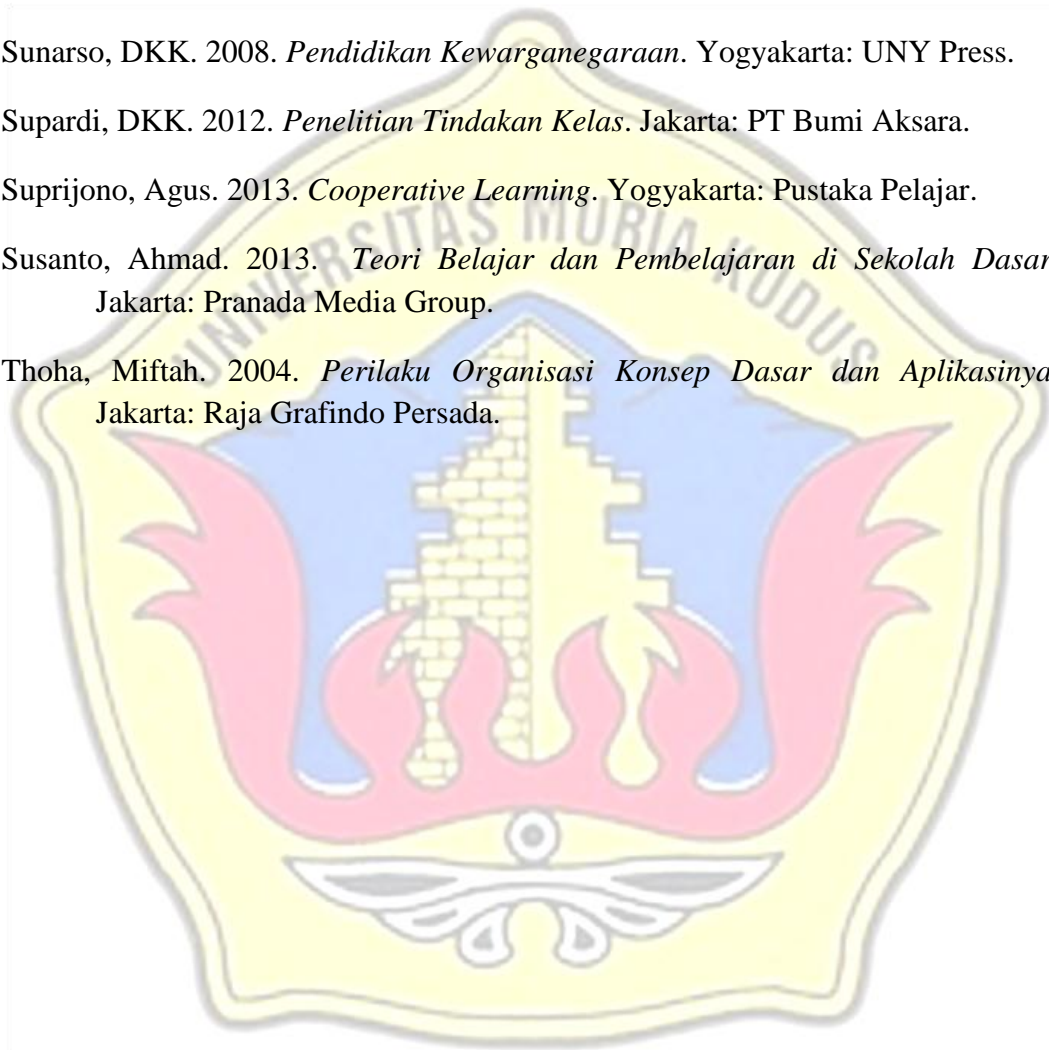 Sunarso, DKK. 2008. Pendidikan Kewarganegaraan. Yogyakarta: UNY Press.
Supardi, DKK. 2012. Penelitian Tindakan Kelas. Jakarta: PT Bumi Aksara.
Suprijono, Agus. 2013. Cooperative Learning. Yogyakarta: Pustaka Pelajar.
Susanto, Ahmad. 2013. Teori Belajar dan Pembelajaran di Sekolah Dasar
Jakarta: Pranada Media Group.
Thoha, Miftah. 2004. Perilaku Organisasi Konsep Dasar dan Aplikasinya
Jakarta: Raja Grafindo Persada.
UNIVERSITAS MURIA KUDUS